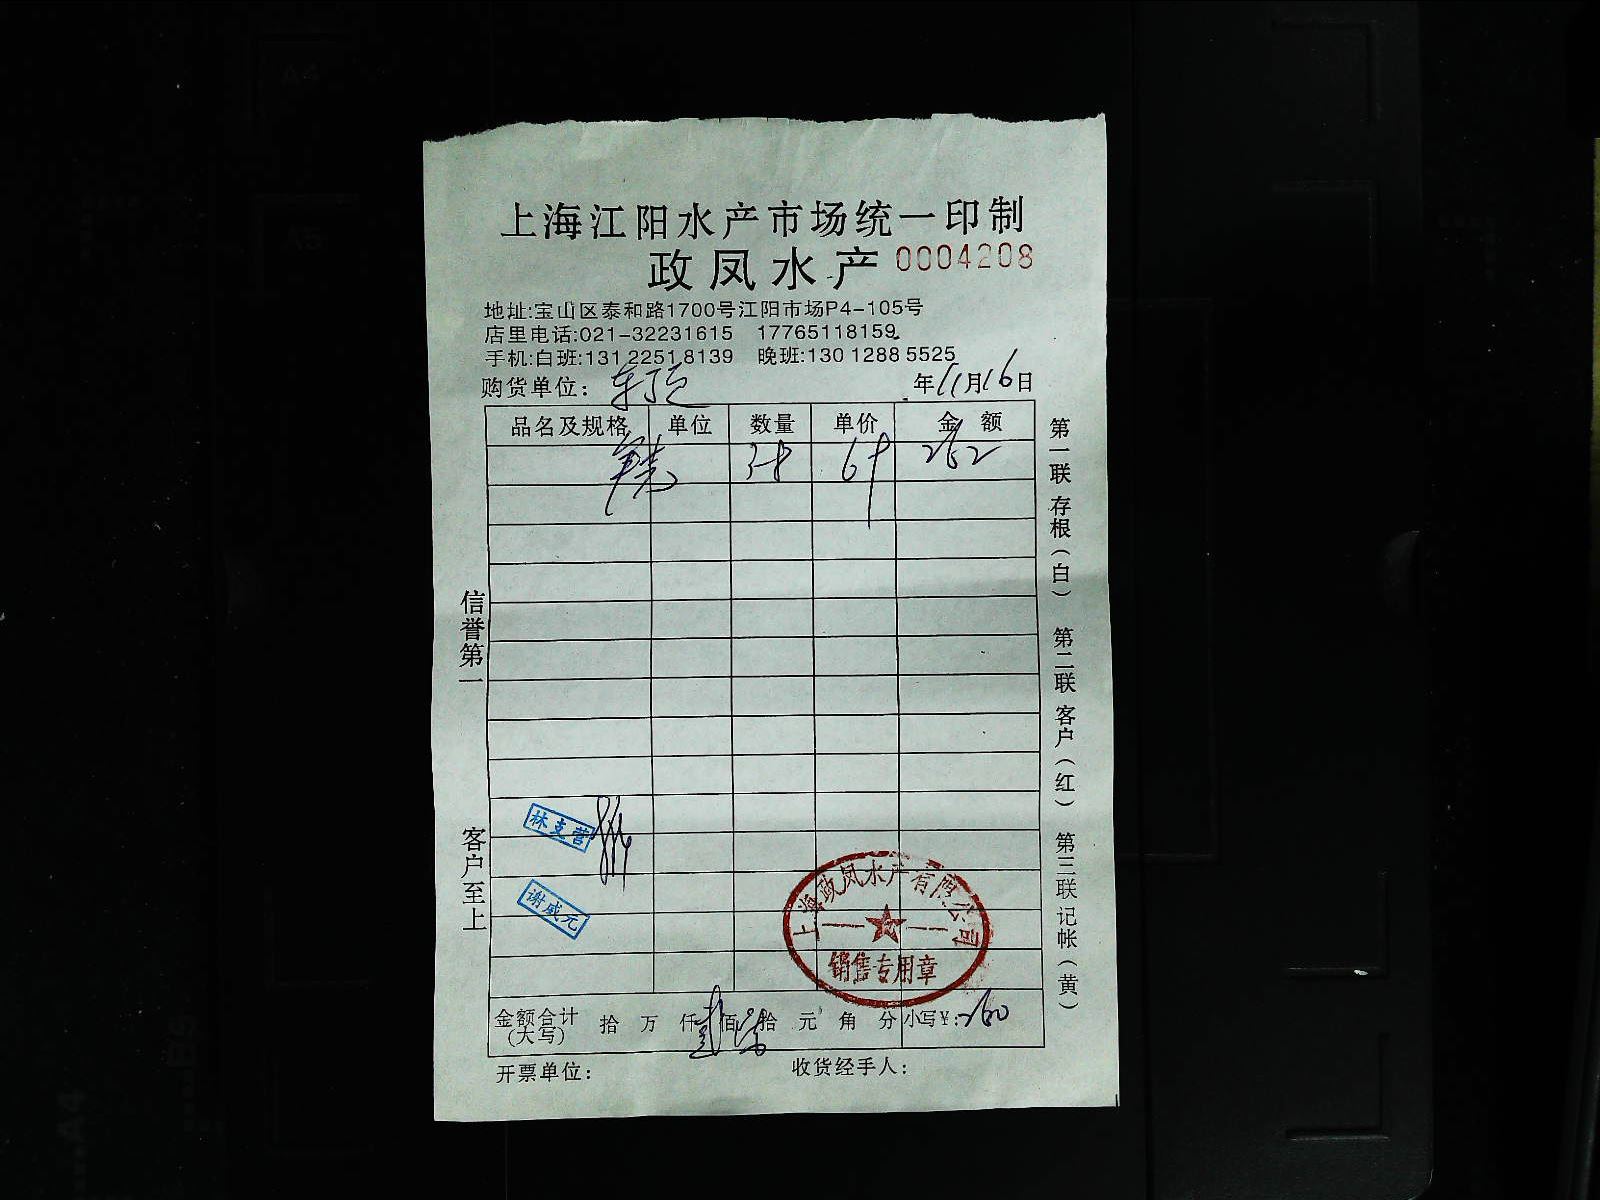 上海江阳水产市场统一印制
政凤水产 0004208
地址:宝山区泰和路1700号江阳市场P4-105号
店里电话:021-32231615 17765118159
手机:白班:131 2251 8139 晚班:130 1288 5525
购货单位: 年11月16日
品名及规格 单位 数量 单价 金额
262
信誉第一
客户至上
第一联存根(白)
第二联客户(红)
第三联记帐(黄)
林支营
谢威元
上海政凤水产有限公司
销售专用章
金额合计(大写) 拾 万 仟 佰 拾 元 角 分 小写¥:260
开票单位: 收货经手人: